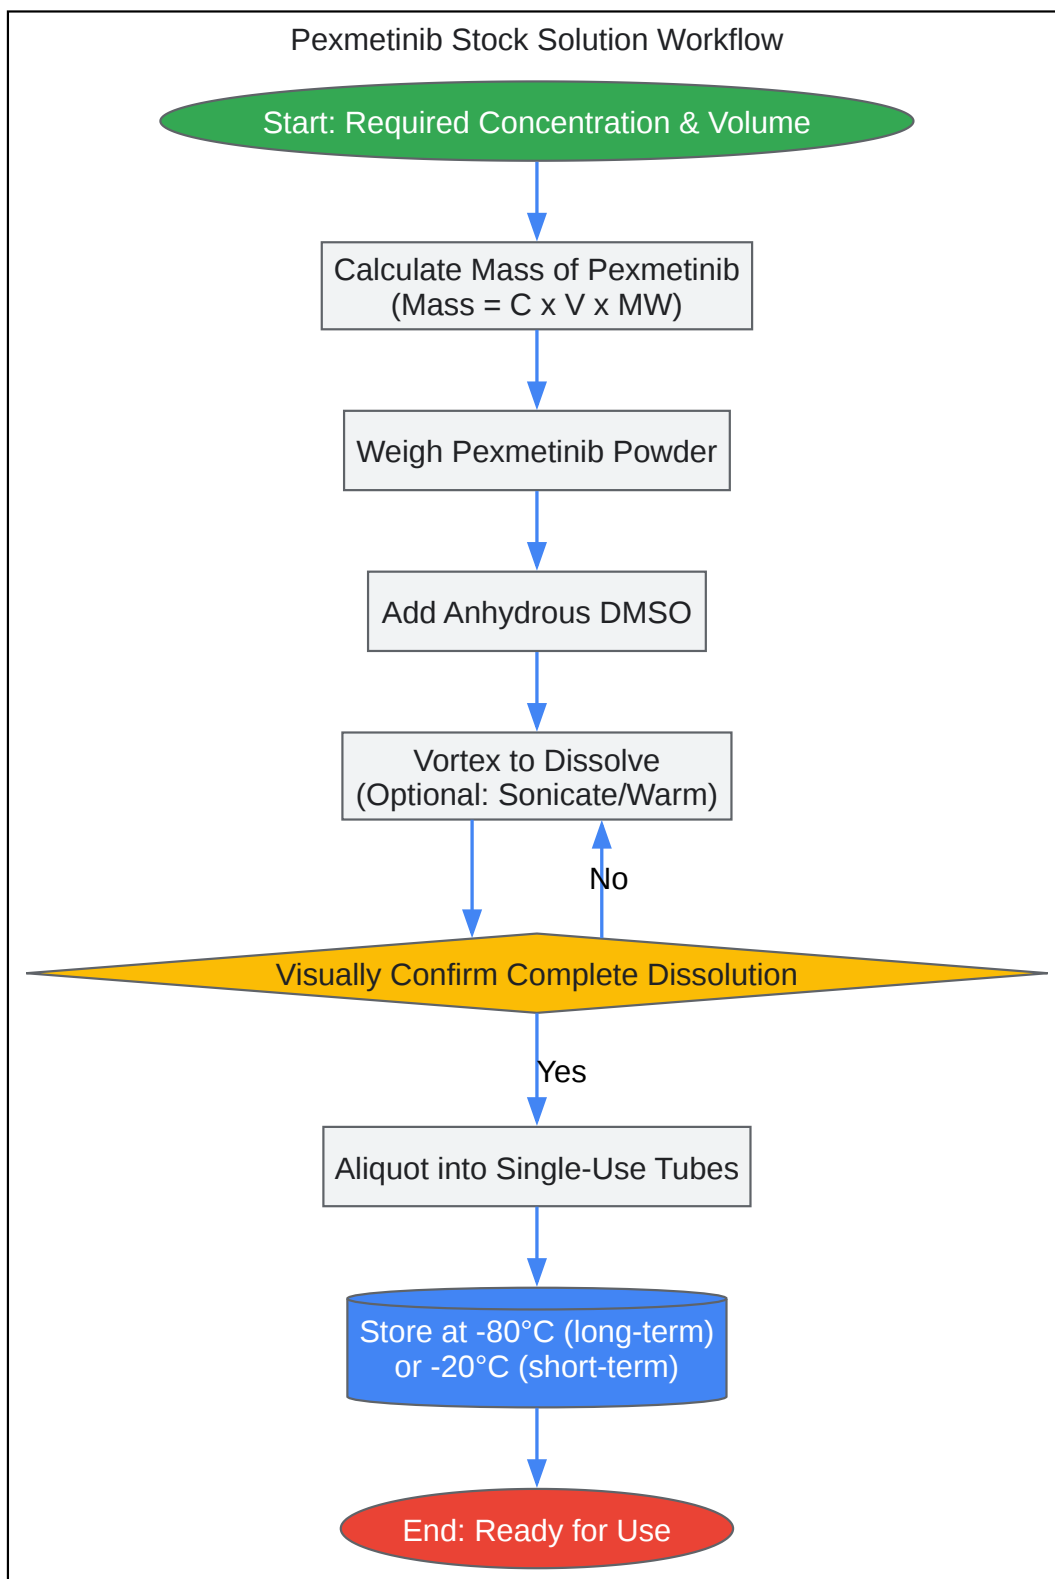 Pexmetinib Stock Solution Workflow
Start: Required Concentration & Volume
Calculate Mass of Pexmetinib
(Mass = C x V x MW)
Weigh Pexmetinib Powder
Add Anhydrous DMSO
Vortex to Dissolve
(Optional: Sonicate/Warm)
No
Visually Confirm Complete Dissolution
Yes
Aliquot into Single-Use Tubes
Store at -80°C (long-term)
or -20°C (short-term)
End: Ready for Use